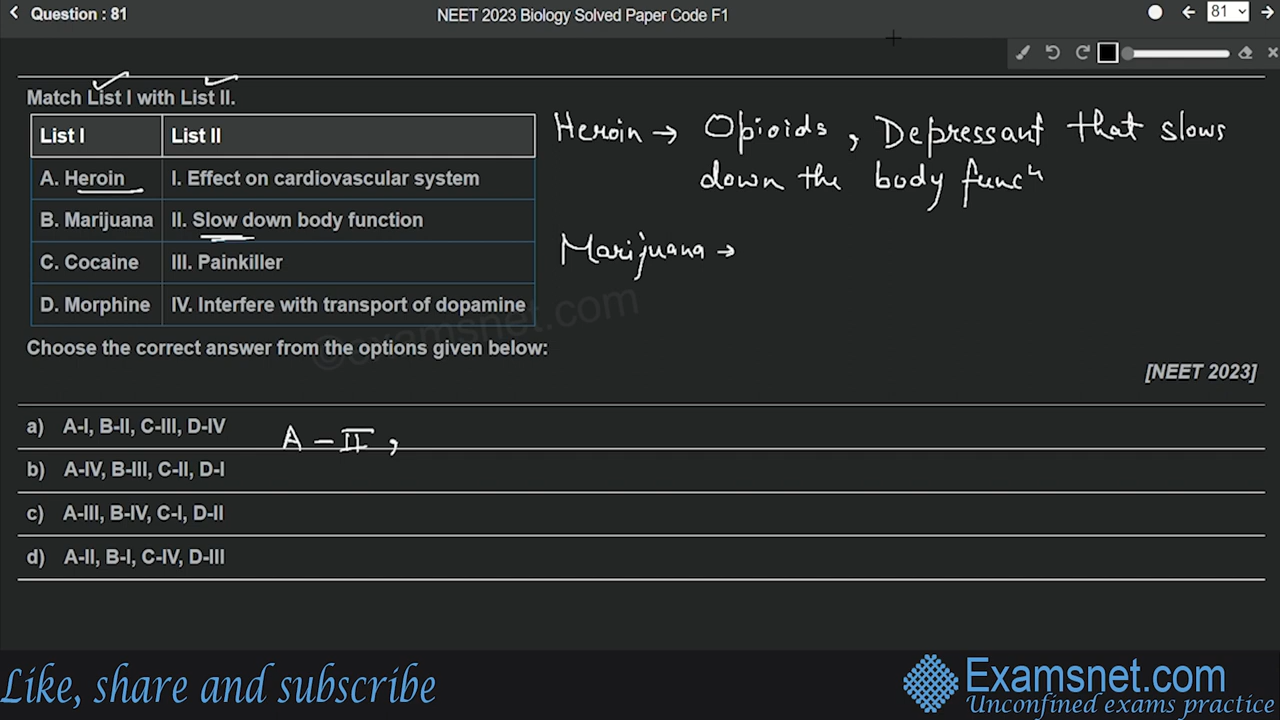 Question : 81
NEET 2023 Biology Solved Paper Code F1
81
Match List I with List II.
List I List II
A. Heroin I. Effect on cardiovascular system
B. Marijuana II. Slow down body function
C. Cocaine III. Painkiller
D. Morphine IV. Interfere with transport of dopamine
Heroin → Opioids, Depressant that slows
down the body funcⁿ
Marijuana →
©examsnet.com
Choose the correct answer from the options given below:
[NEET 2023]
a) A-I, B-II, C-III, D-IV
A - II,
b) A-IV, B-III, C-II, D-I
c) A-III, B-IV, C-I, D-II
d) A-II, B-I, C-IV, D-III
Like, share and subscribe
Examsnet.com
Unconfined exams practice